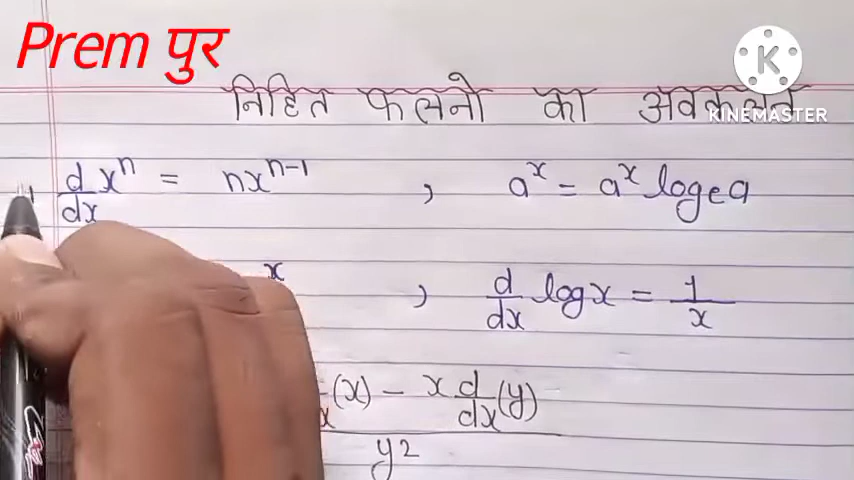 Prem पुर
K
KINEMASTER
निहित फलनो का अवकलन
d/dx xⁿ = nxⁿ⁻¹ , aˣ = aˣ logₑa
x , d/dx log x = 1/x
(x) - x d/dx (y)
y²